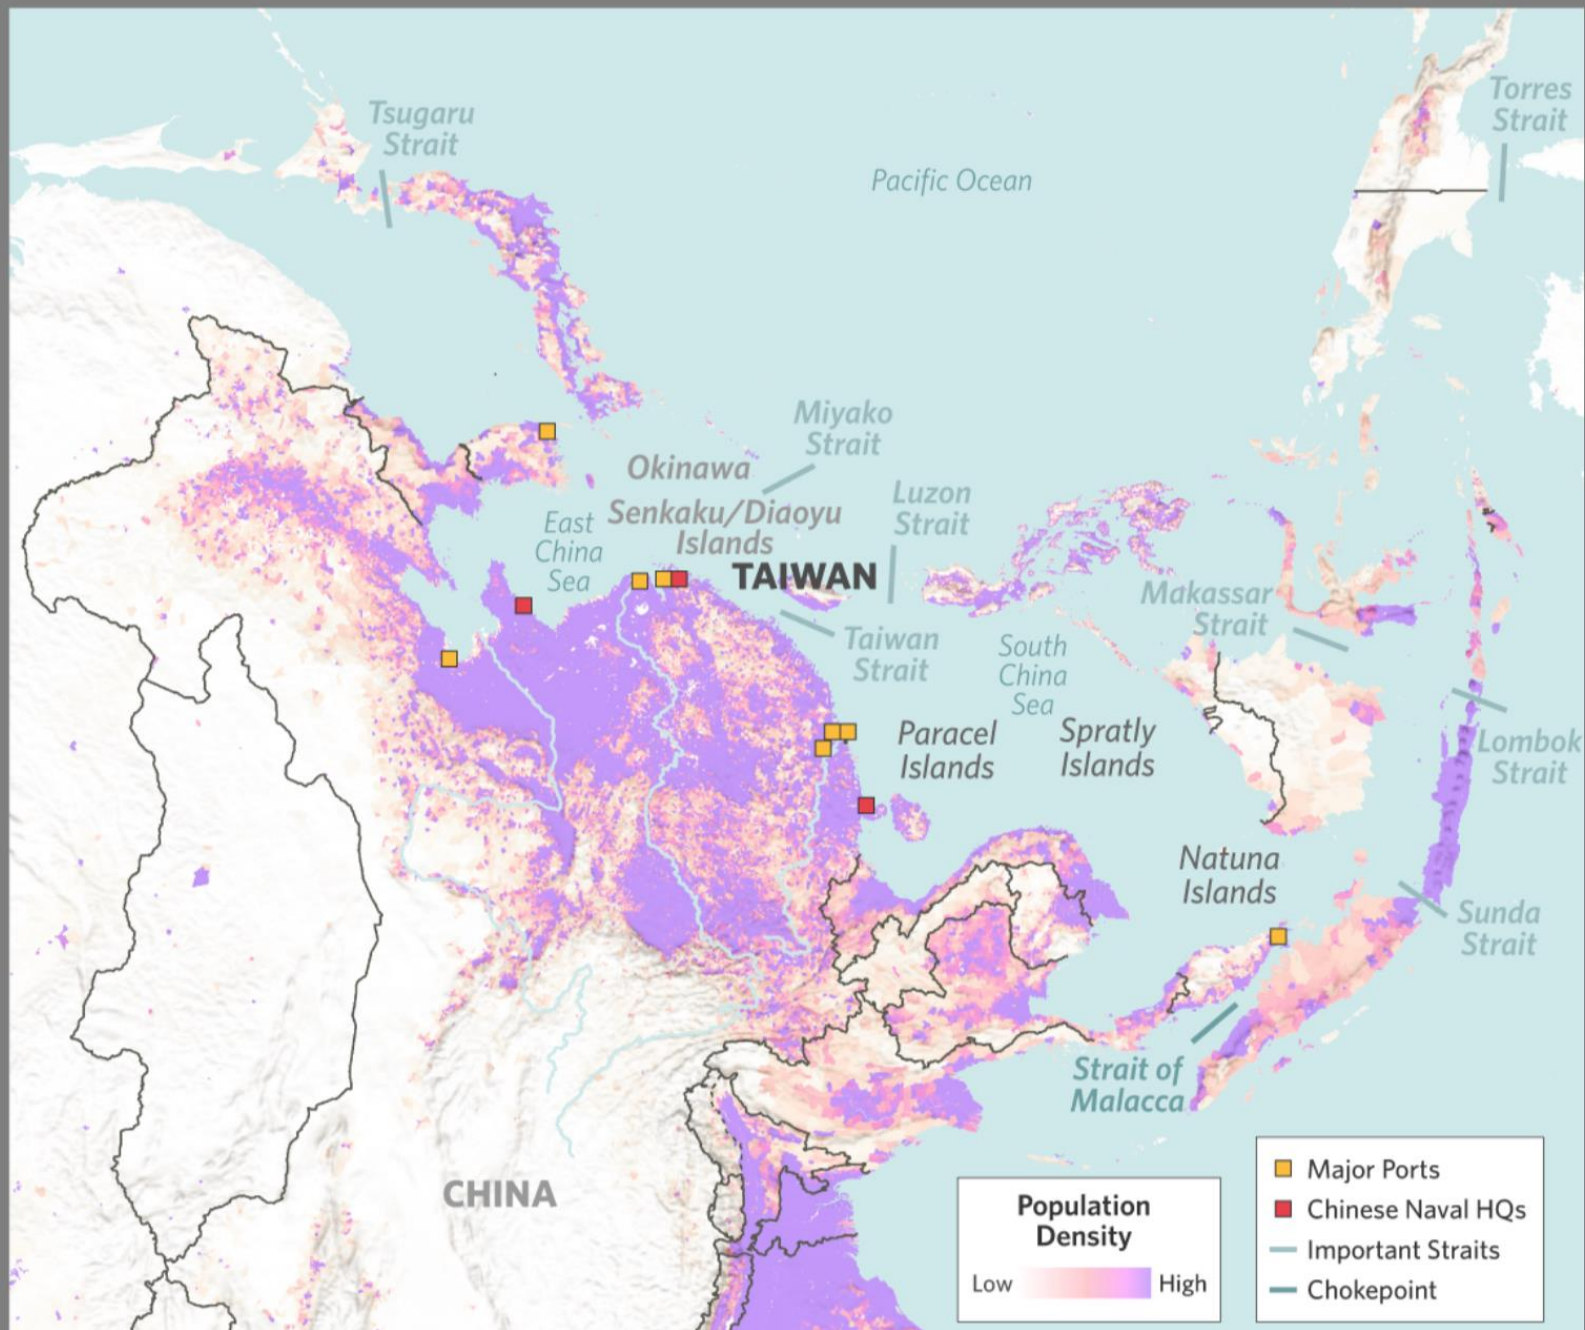 Tsugaru
Strait
Torres
Strait
Pacific Ocean
Miyako
Strait
Okinawa
Luzon
Strait
Senkaku/Diaoyu
Islands
East
China
Sea
TAIWAN
Makassar
Strait
Taiwan
Strait
South
China
Sea
Paracel
Islands
Spratly
Islands
Lombok
Strait
Natuna
Islands
Sunda
Strait
Strait of
Malacca
CHINA
Population
Density
Low
High
Major Ports
Chinese Naval HQs
Important Straits
Chokepoint